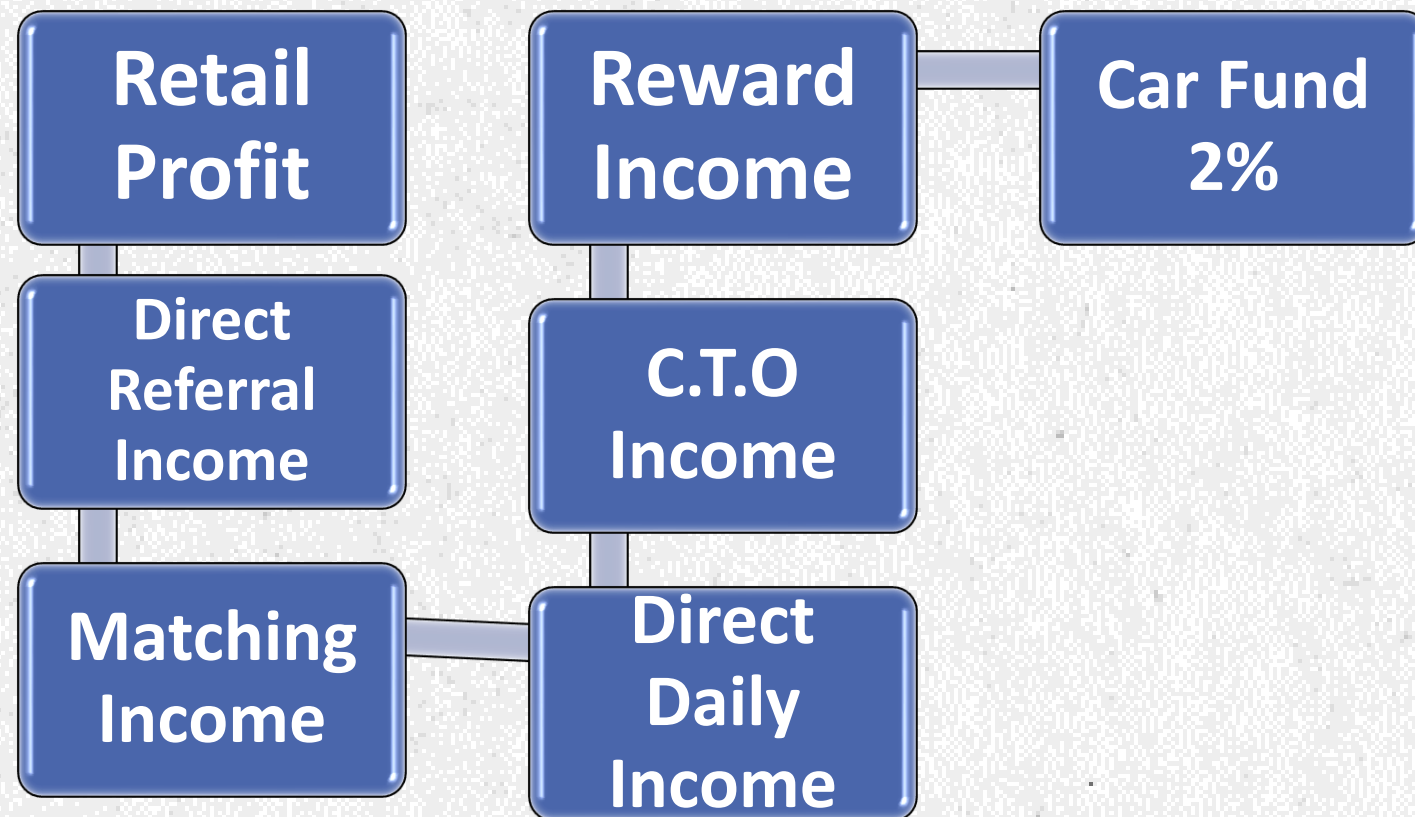 Retail
Profit
Direct
Referral
Income
Matching
Income
Direct
Daily
Income
C.T.O
Income
Reward
Income
Car Fund
2%